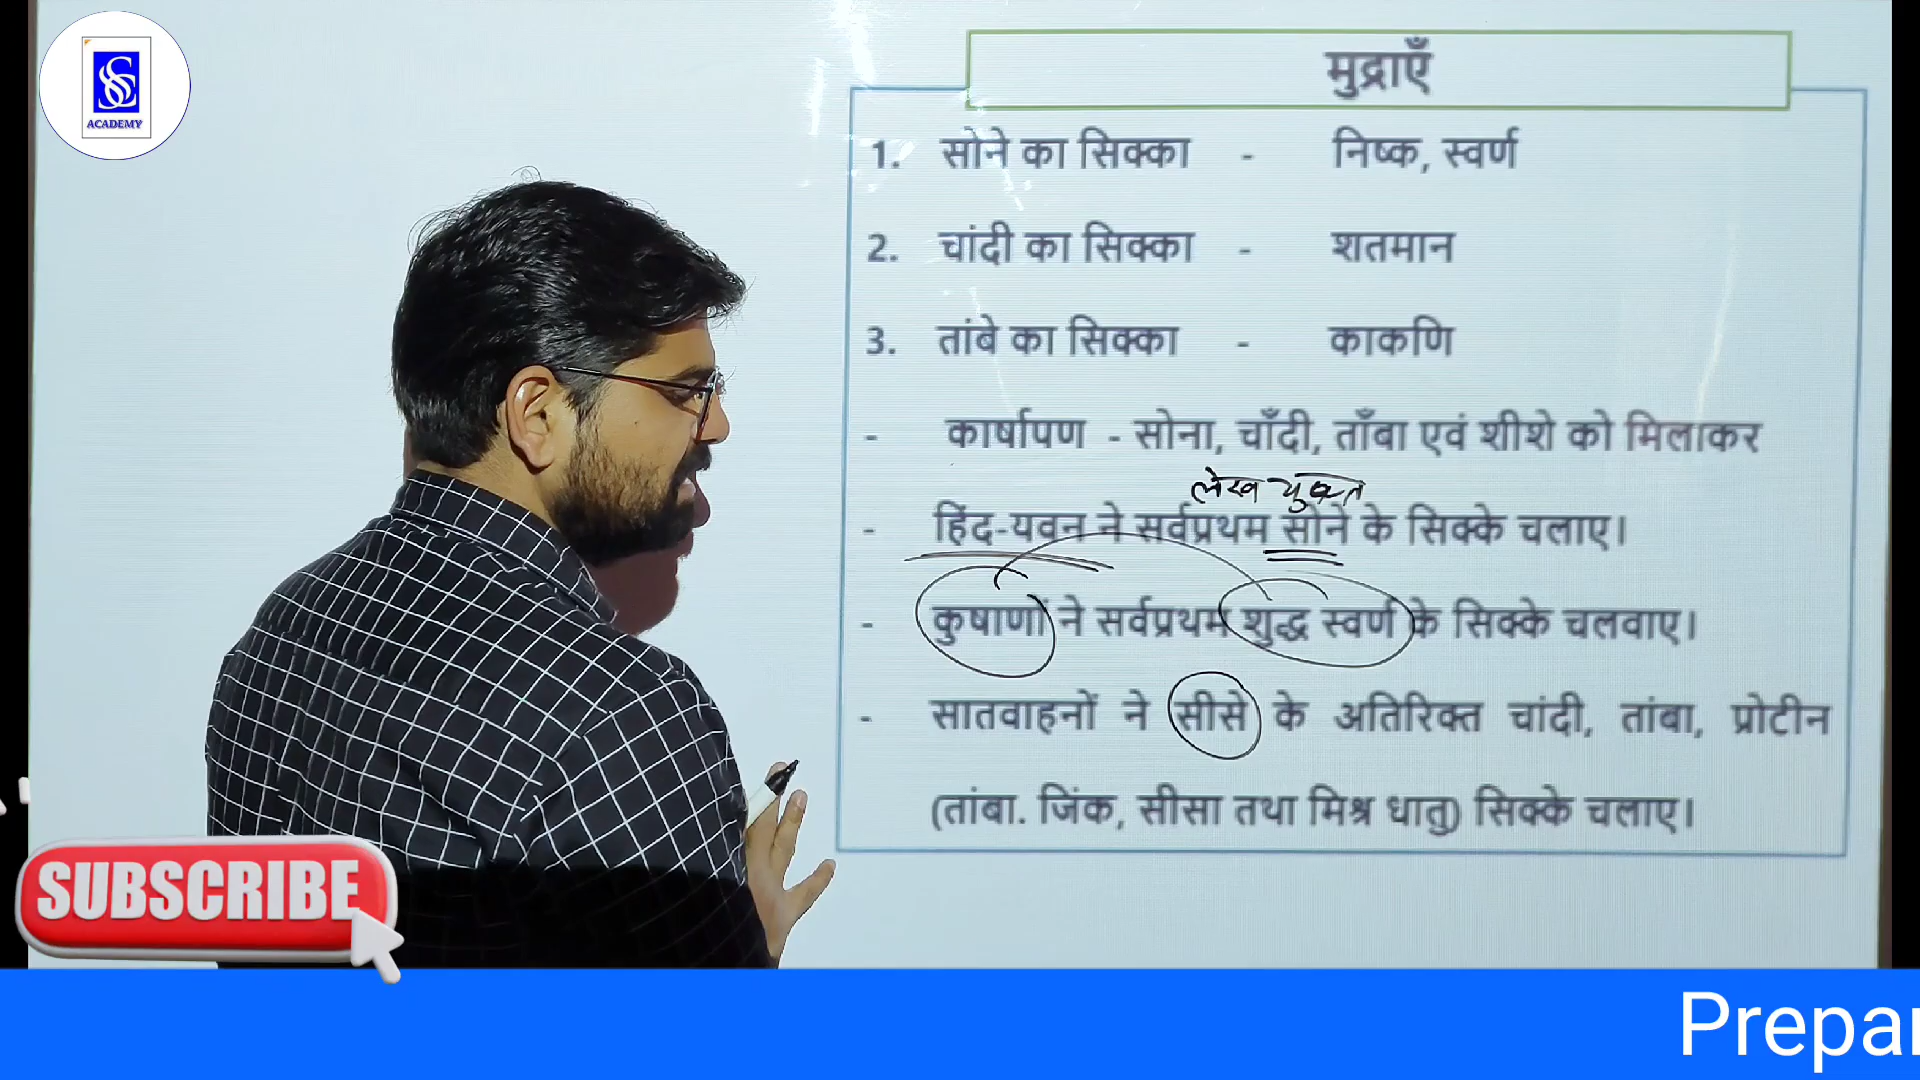 SS
ACADEMY
मुद्राएँ
1. सोने का सिक्का - निष्क, स्वर्ण
2. चांदी का सिक्का - शतमान
3. तांबे का सिक्का - काकणि
- कार्षापण - सोना, चाँदी, ताँबा एवं शीशे को मिलाकर
लेख युक्त
- हिंद-यवन ने सर्वप्रथम सोने के सिक्के चलाए।
- कुषाणों ने सर्वप्रथम शुद्ध स्वर्ण के सिक्के चलवाए।
- सातवाहनों ने सीसे के अतिरिक्त चांदी, तांबा, प्रोटीन
(तांबा. जिंक, सीसा तथा मिश्र धातु) सिक्के चलाए।
SUBSCRIBE
Prepar